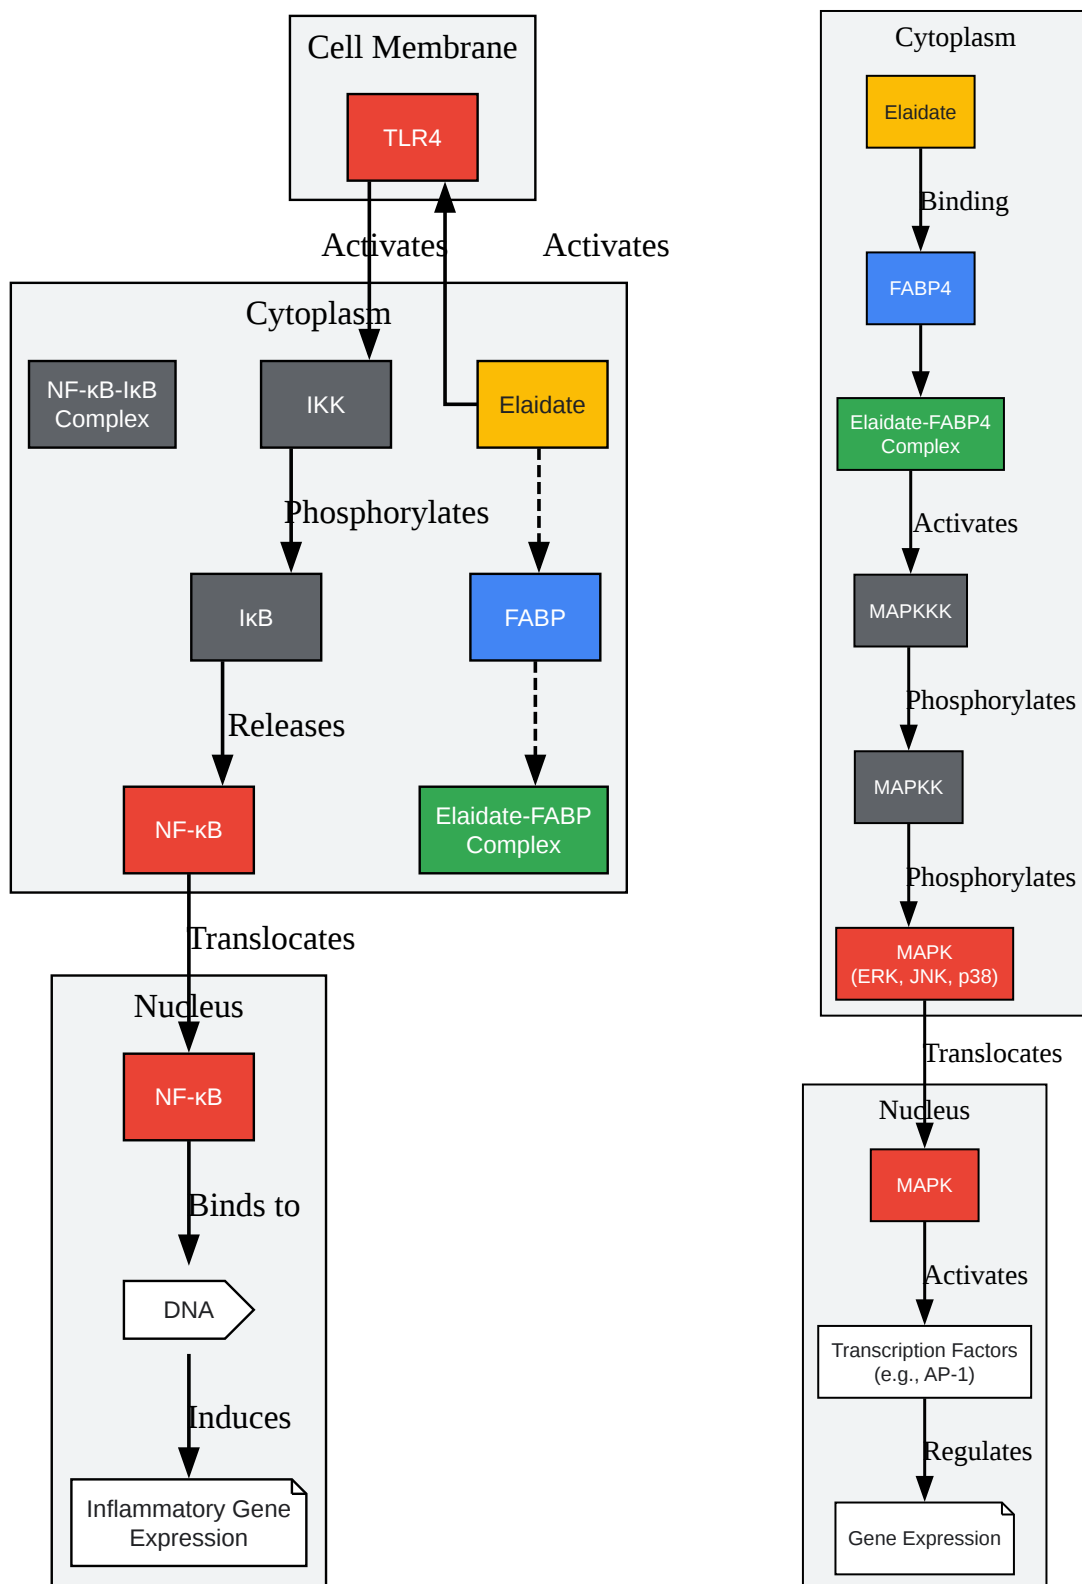 Cell Membrane
TLR4
Activates
Activates
Cytoplasm
NF-κB-IκB
Complex
IKK
Elaidate
Phosphorylates
IκB
FABP
Releases
NF-κB
Elaidate-FABP
Complex
Translocates
Nucleus
NF-κB
Binds to
DNA
Induces
Inflammatory Gene
Expression
Cytoplasm
Elaidate
Binding
FABP4
Elaidate-FABP4
Complex
Activates
MAPKKK
Phosphorylates
MAPKK
Phosphorylates
MAPK
(ERK, JNK, p38)
Translocates
Nucleus
MAPK
Activates
Transcription Factors
(e.g., AP-1)
Regulates
Gene Expression